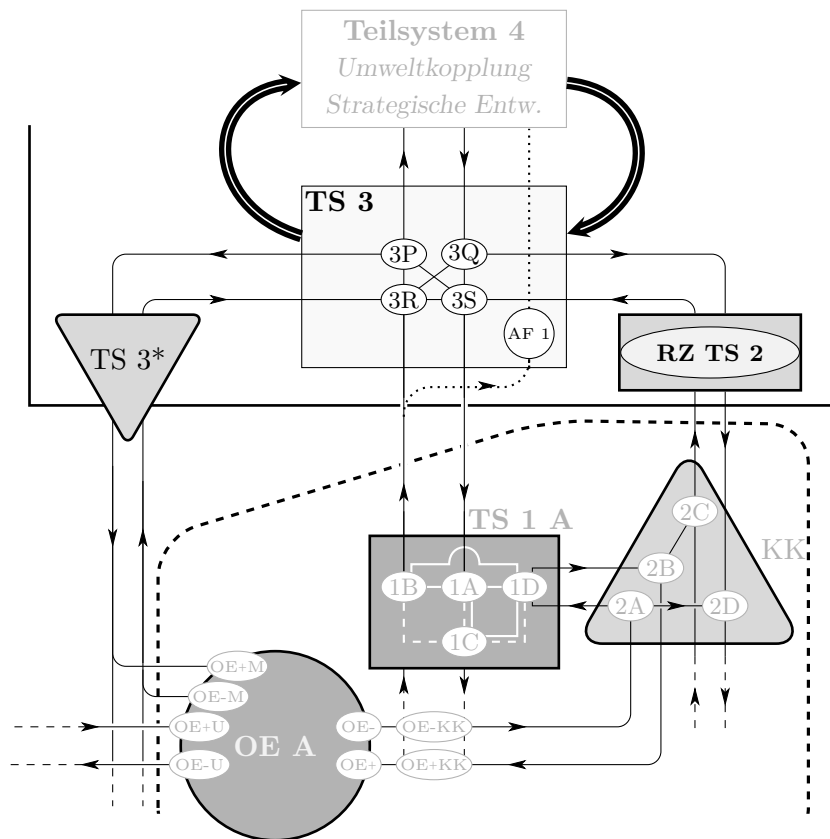 Teilsystem 4
Umweltkopplung
Strategische Entw.
TS 3
3P
3Q
3R
3S
AF 1
TS 3*
RZ TS 2
TS 1 A
KK
2C
1B
1A
1D
2B
2A
2D
1C
OE+M
OE-M
OE+U
OE-
OE-KK
OE A
OE-U
OE+
OE+KK